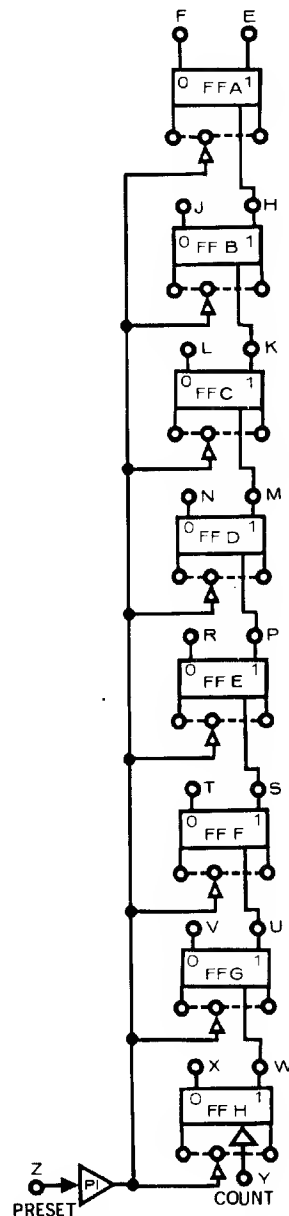 F E
0 FFA 1
J H
0 FF B 1
L K
0 FFC 1
N M
0 FF D 1
R P
0 FF E 1
T S
0 FF F 1
V U
0 FFG 1
X W
0 FF H 1
Z PI Y
PRESET COUNT